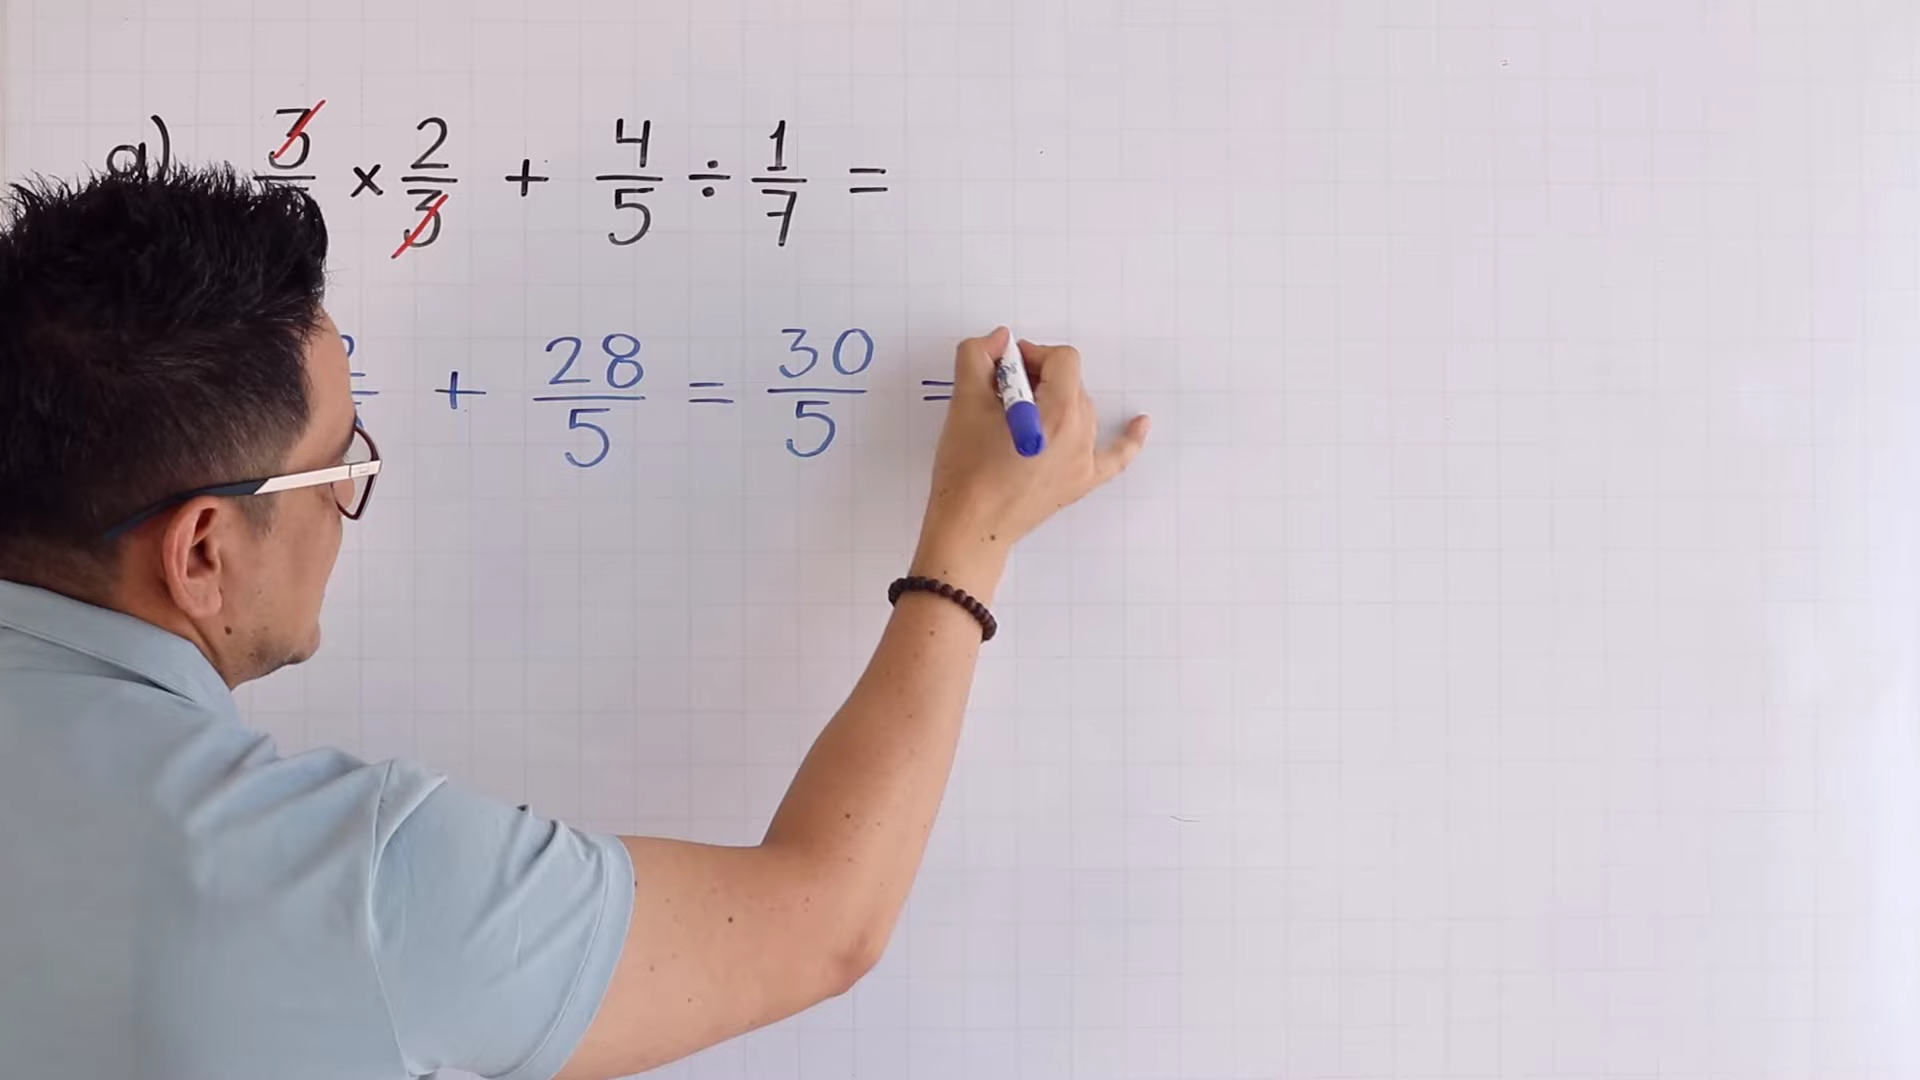 a) 3 × 2/3 + 4/5 ÷ 1/7 =
+ 28/5 = 30/5 =